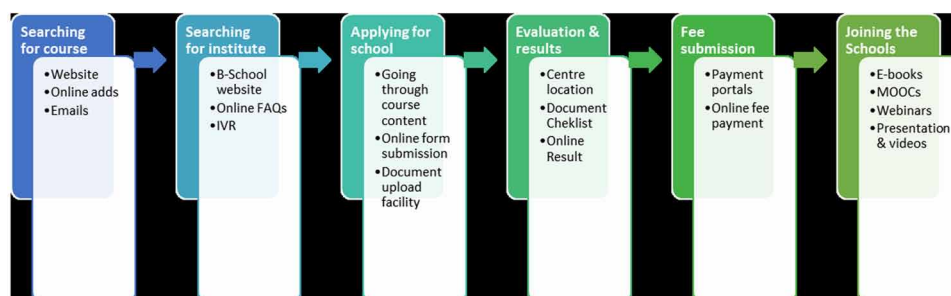 Searching
for course
•Website
•Online adds
•Emails
Searching
for institute
•B-School
website
•Online FAQs
•IVR
Applying for
school
•Going
through
course
content
•Online form
submission
•Document
upload
facility
Evaluation &
results
•Centre
location
•Document
Cheklist
•Online
Result
Fee
submission
•Payment
portals
•Online fee
payment
Joining the
Schools
•E-books
•MOOCs
•Webinars
•Presentation
& videos